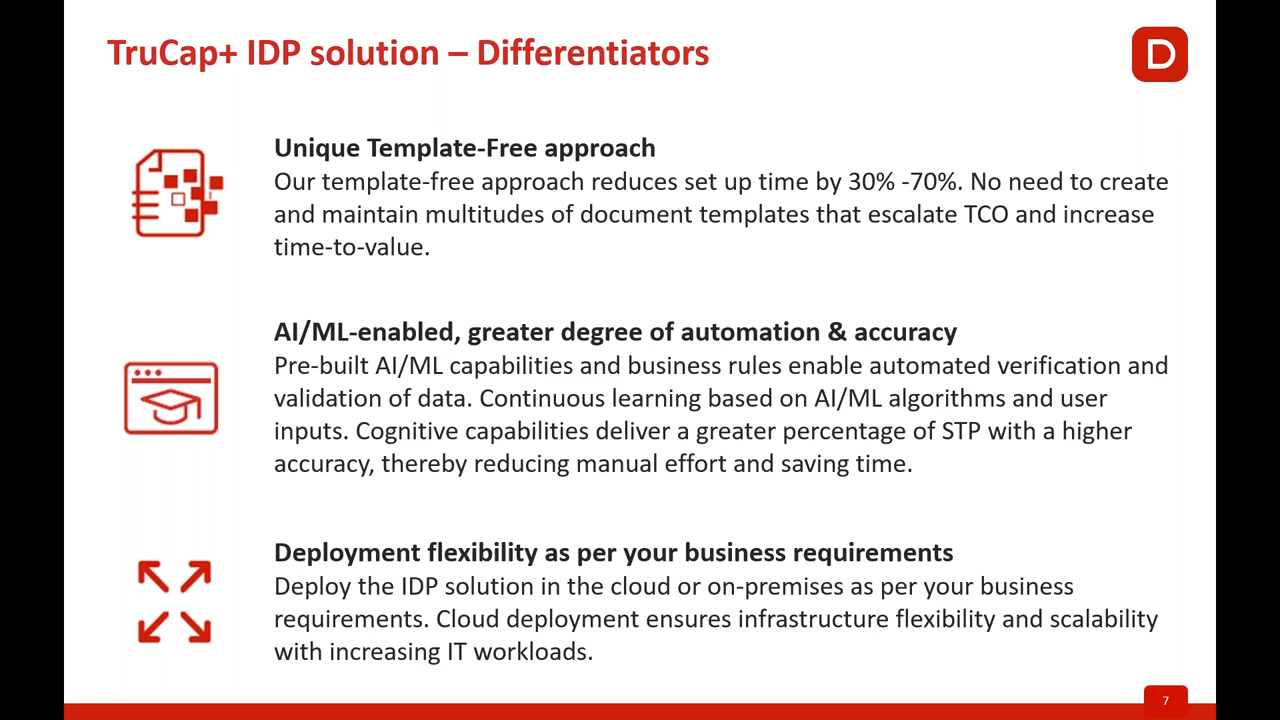 TruCap+ IDP solution – Differentiators
D
Unique Template-Free approach
Our template-free approach reduces set up time by 30% -70%. No need to create
and maintain multitudes of document templates that escalate TCO and increase
time-to-value.
AI/ML-enabled, greater degree of automation & accuracy
Pre-built AI/ML capabilities and business rules enable automated verification and
validation of data. Continuous learning based on AI/ML algorithms and user
inputs. Cognitive capabilities deliver a greater percentage of STP with a higher
accuracy, thereby reducing manual effort and saving time.
Deployment flexibility as per your business requirements
Deploy the IDP solution in the cloud or on-premises as per your business
requirements. Cloud deployment ensures infrastructure flexibility and scalability
with increasing IT workloads.
7